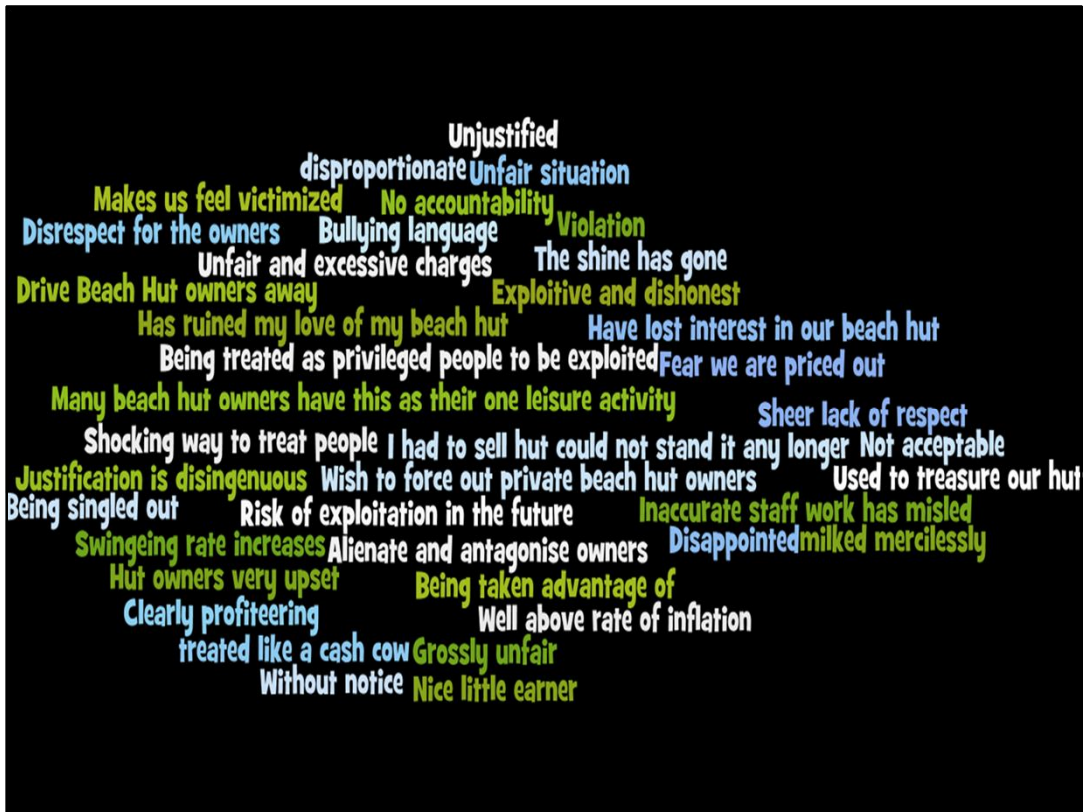 Unjustified
disproportionate Unfair situation
Makes us feel victimized No accountability
Violation
Disrespect for the owners Bullying language
Unfair and excessive charges The shine has gone
Drive Beach Hut owners away Exploitive and dishonest
Has ruined my love of my beach hut Have lost interest in our beach hut
Being treated as privileged people to be exploited Fear we are priced out
Many beach hut owners have this as their one leisure activity
Sheer lack of respect
Shocking way to treat people I had to sell hut could not stand it any longer Not acceptable
Justification is disingenuous Wish to force out private beach hut owners Used to treasure our hut
Being singled out Risk of exploitation in the future Inaccurate staff work has misled
Swingeing rate increases Alienate and antagonise owners Disappointed milked mercilessly
Hut owners very upset Being taken advantage of
Clearly profiteering Well above rate of inflation
treated like a cash cow Grossly unfair
Without notice Nice little earner